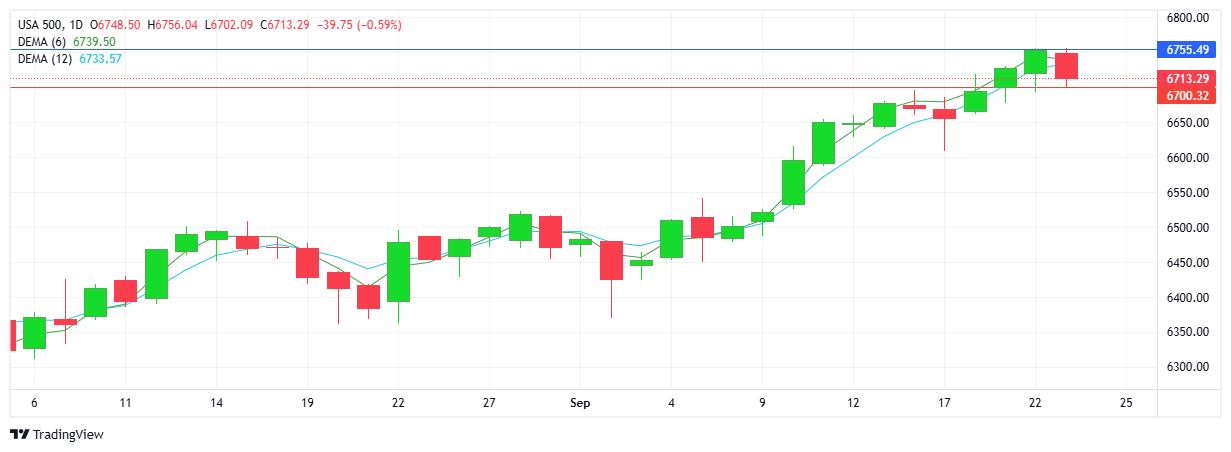 USA 500, 1D O6748.50 H6756.04 L6702.09 C6713.29 −39.75 (−0.59%)
DEMA (6) 6739.50
DEMA (12) 6733.57
6800.00
6755.49
6713.29
6700.32
6650.00
6600.00
6550.00
6500.00
6450.00
6400.00
6350.00
6300.00
6 11 14 19 22 27 Sep 4 9 12 17 22 25
TradingView